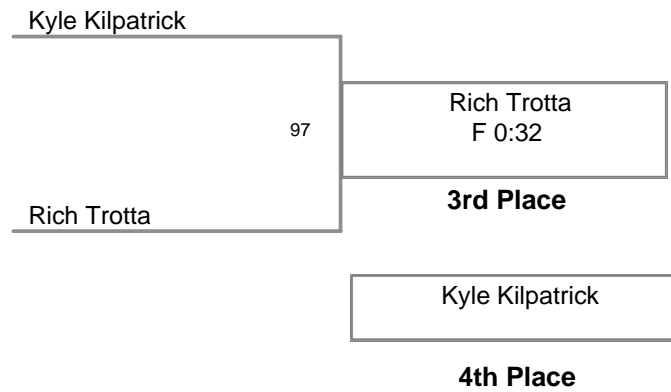 Kyle Kilpatrick
Rich Trotta
F 0:32
97
3rd Place
Rich Trotta
Kyle Kilpatrick
4th Place